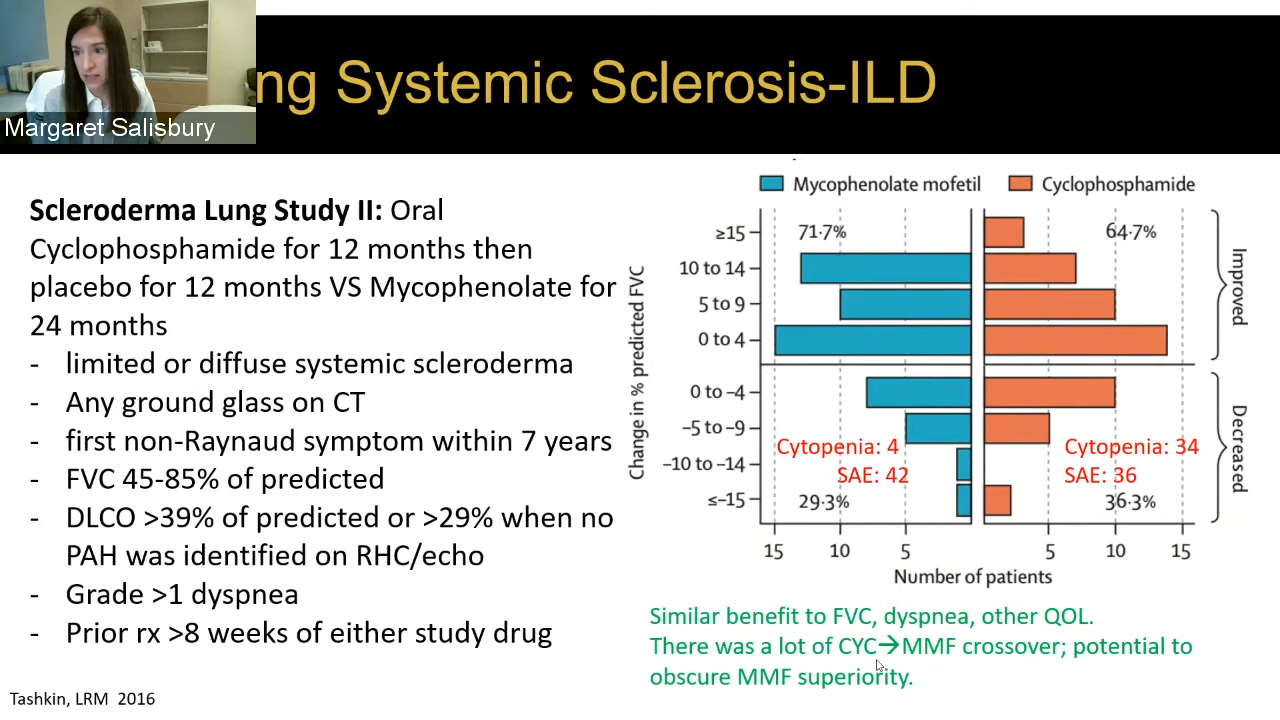 ng Systemic Sclerosis-ILD
Margaret Salisbury
Scleroderma Lung Study II: Oral
Cyclophosphamide for 12 months then
placebo for 12 months VS Mycophenolate for
24 months
- limited or diffuse systemic scleroderma
- Any ground glass on CT
- first non-Raynaud symptom within 7 years
- FVC 45-85% of predicted
- DLCO >39% of predicted or >29% when no
PAH was identified on RHC/echo
- Grade >1 dyspnea
- Prior rx >8 weeks of either study drug
Tashkin, LRM 2016
Mycophenolate mofetil
Cyclophosphamide
Change in % predicted FVC
≥15
10 to 14
5 to 9
0 to 4
0 to –4
–5 to –9
–10 to –14
≤–15
71·7%
64·7%
Improved
Decreased
Cytopenia: 4
SAE: 42
29·3%
Cytopenia: 34
SAE: 36
36·3%
15 10 5 5 10 15
Number of patients
Similar benefit to FVC, dyspnea, other QOL.
There was a lot of CYC→MMF crossover; potential to
obscure MMF superiority.